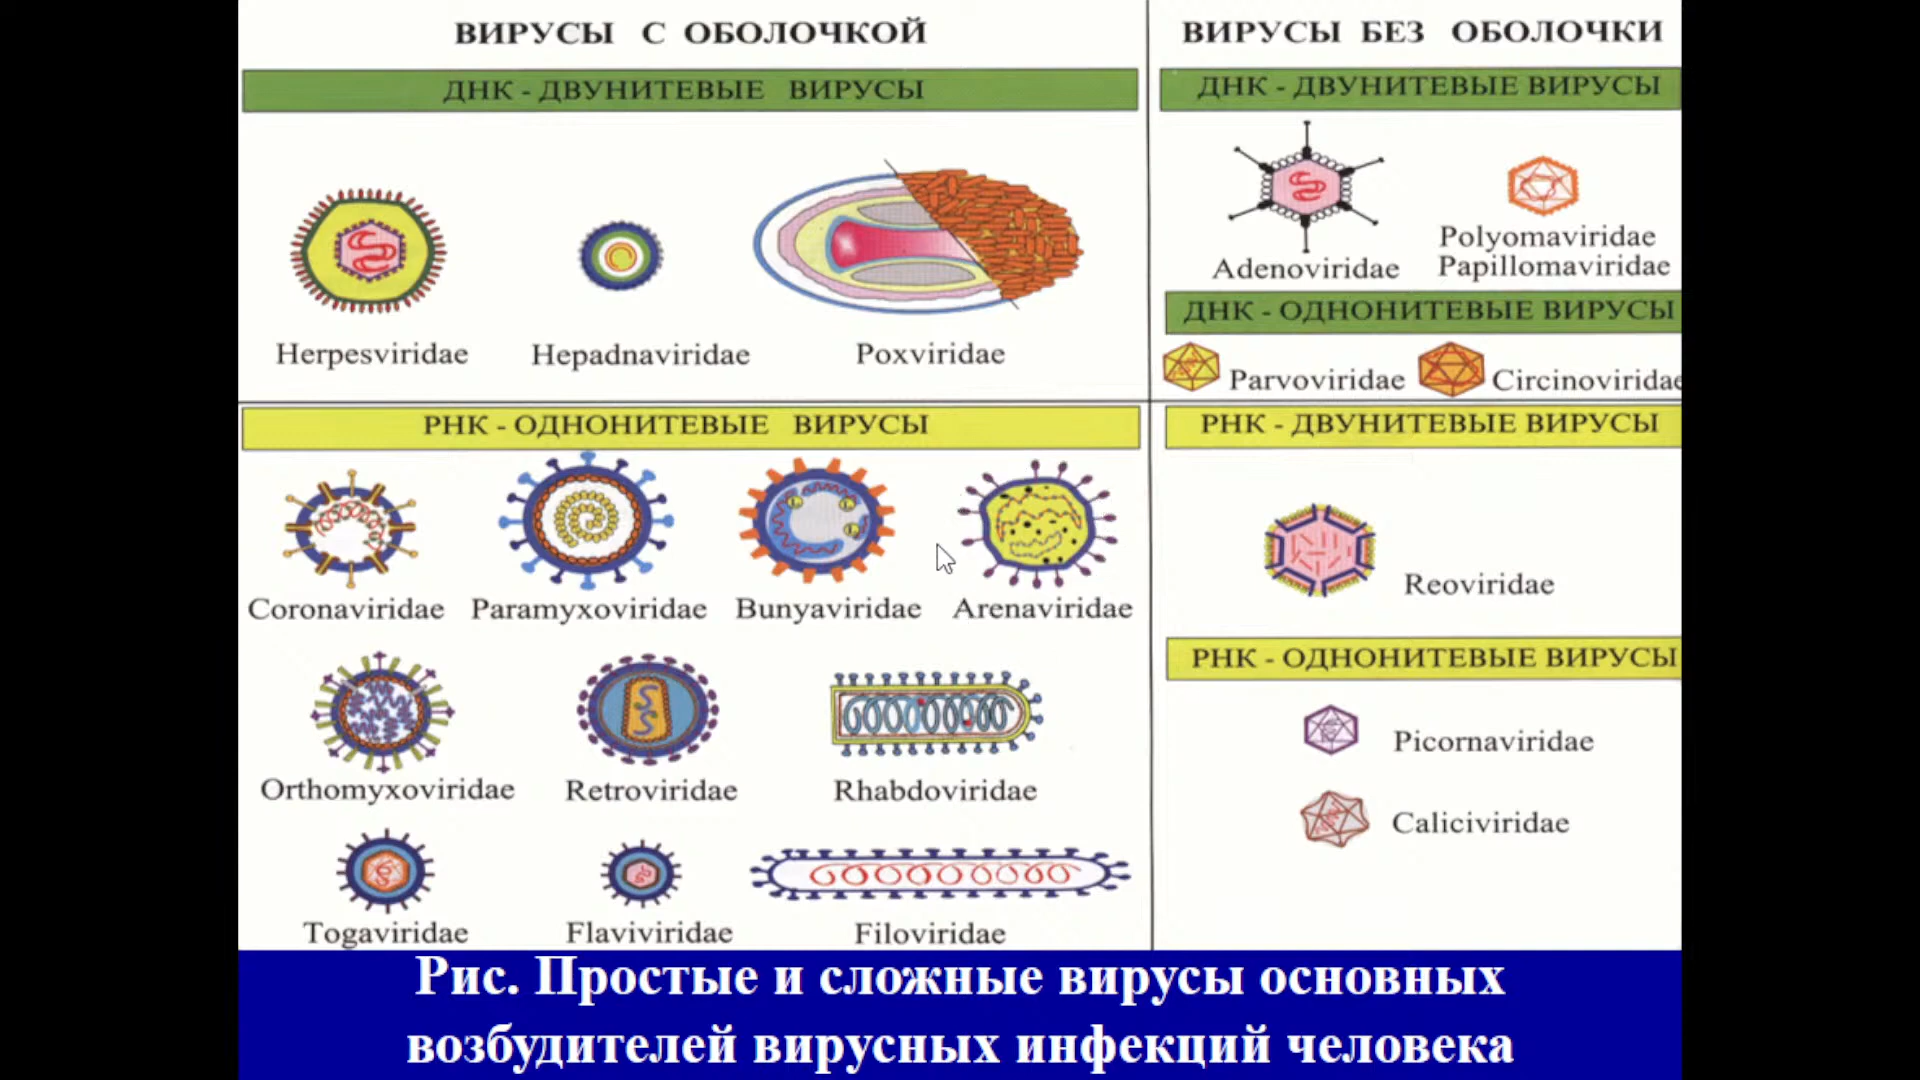 ВИРУСЫ С ОБОЛОЧКОЙ
ДНК - ДВУНИТЕВЫЕ ВИРУСЫ
Herpesviridae Hepadnaviridae Poxviridae
РНК - ОДНОНИТЕВЫЕ ВИРУСЫ
Coronaviridae Paramyxoviridae Bunyaviridae Arenaviridae
Orthomyxoviridae Retroviridae Rhabdoviridae
Togaviridae Flaviviridae Filoviridae
ВИРУСЫ БЕЗ ОБОЛОЧКИ
ДНК - ДВУНИТЕВЫЕ ВИРУСЫ
Polyomaviridae
Adenoviridae Papillomaviridae
ДНК - ОДНОНИТЕВЫЕ ВИРУСЫ
Parvoviridae Circinoviridae
РНК - ДВУНИТЕВЫЕ ВИРУСЫ
Reoviridae
РНК - ОДНОНИТЕВЫЕ ВИРУСЫ
Picornaviridae
Caliciviridae
Рис. Простые и сложные вирусы основных
возбудителей вирусных инфекций человека